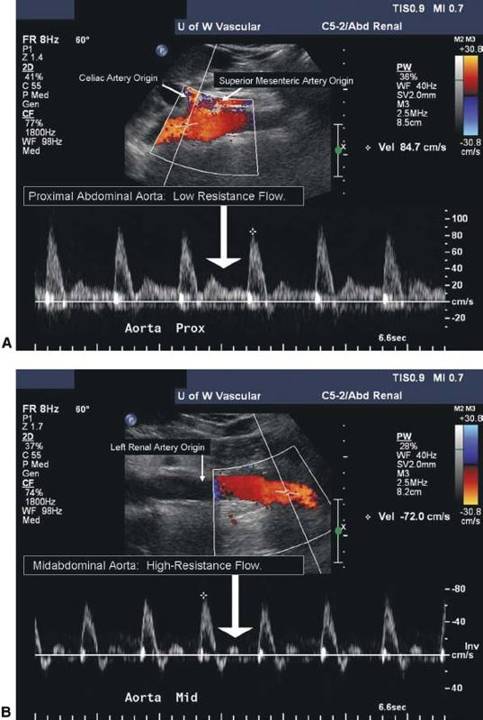 TIS0.9 MI 0.7
U of W Vascular C5-2/Abd Renal
FR 8Hz 60°
P1
Z 1.4
2D
41%
C 55
P Med
Gen
CF
77%
1800Hz
WF 98Hz
Med
P
Celiac Artery Origin
Superior Mesenteric Artery Origin
M2 M3
+30.8
-30.8
cm/s
PW
36%
WF 40Hz
SV2.0mm
M3
2.5MHz
8.5cm
X
Vel 84.7 cm/s
Proximal Abdominal Aorta: Low Resistance Flow.
100
80
60
40
20
cm/s
-20
Aorta Prox
6.6sec
A
TIS0.9 MI 0.7
U of W Vascular C5-2/Abd Renal
FR 8Hz 60°
P1
Z 1.7
2D
37%
C 55
P Med
Gen
CF
74%
1800Hz
WF 98Hz
Med
P
Left Renal Artery Origin
M2 M3
+30.8
-30.8
cm/s
PW
28%
WF 40Hz
SV2.0mm
M3
2.5MHz
8.2cm
X
Vel -72.0 cm/s
Midabdominal Aorta: High-Resistance Flow.
-80
-40
Inv
cm/s
40
Aorta Mid
6.6sec
B